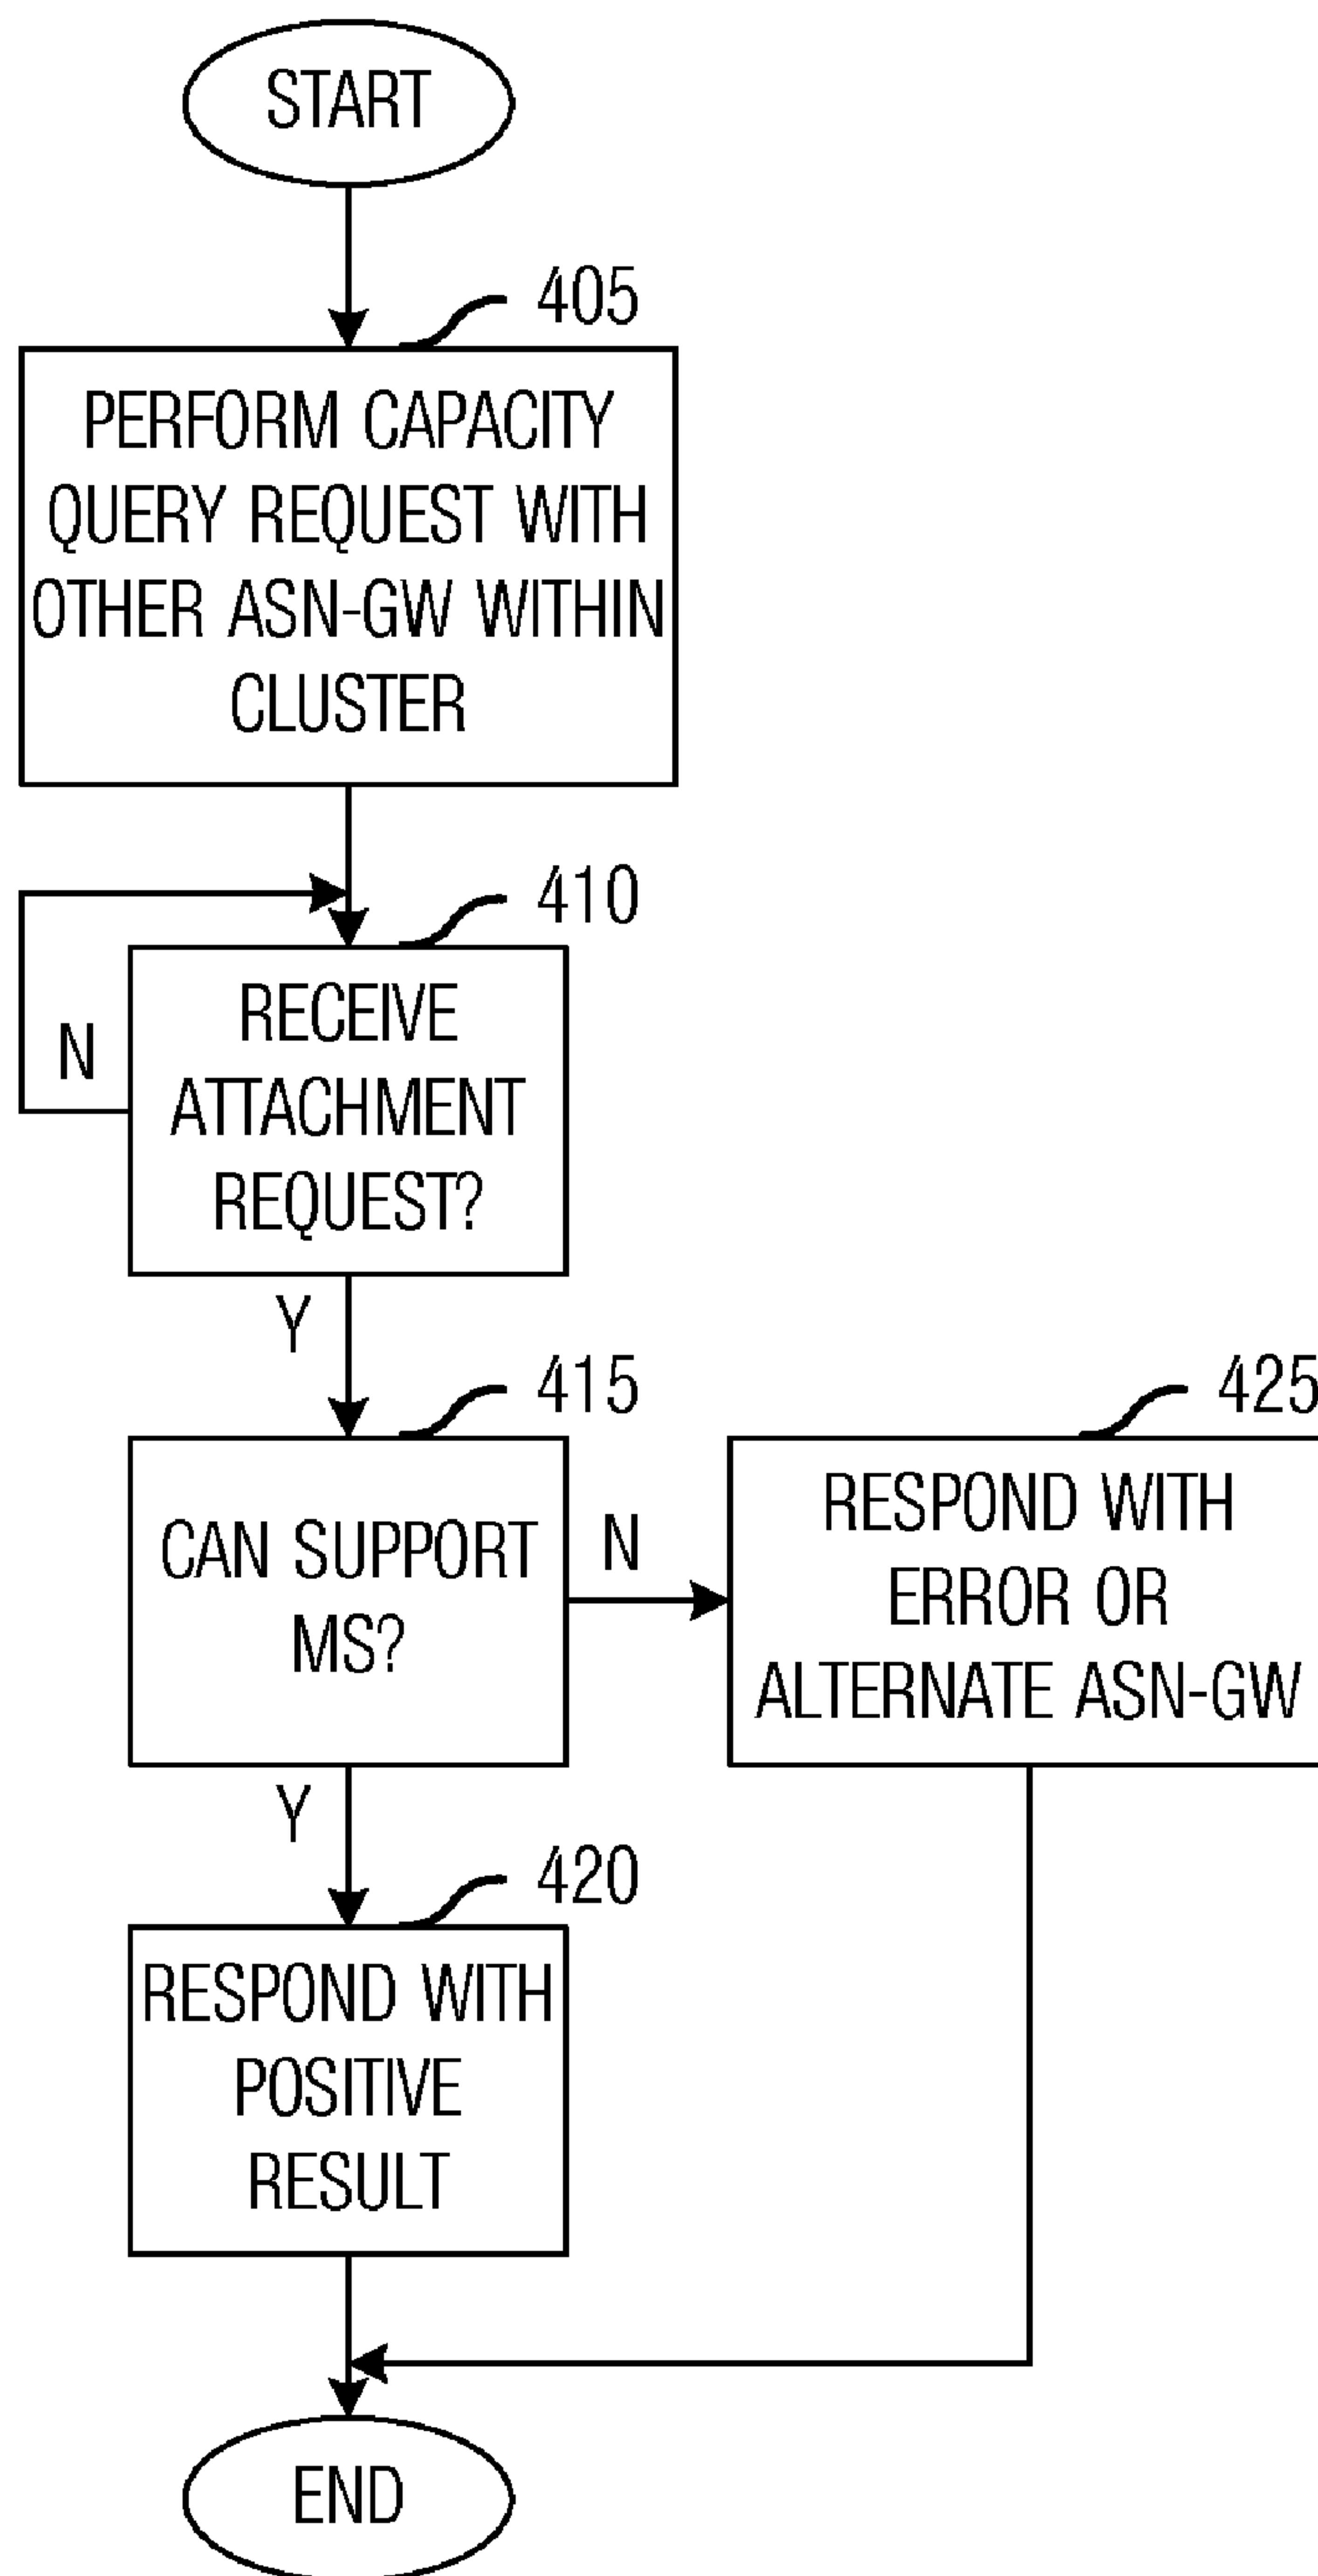 START
405
PERFORM CAPACITY
QUERY REQUEST WITH
OTHER ASN-GW WITHIN
CLUSTER
410
RECEIVE
ATTACHMENT
REQUEST?
N
Y
415
CAN SUPPORT
MS?
N
425
RESPOND WITH
ERROR OR
ALTERNATE ASN-GW
Y
420
RESPOND WITH
POSITIVE
RESULT
END